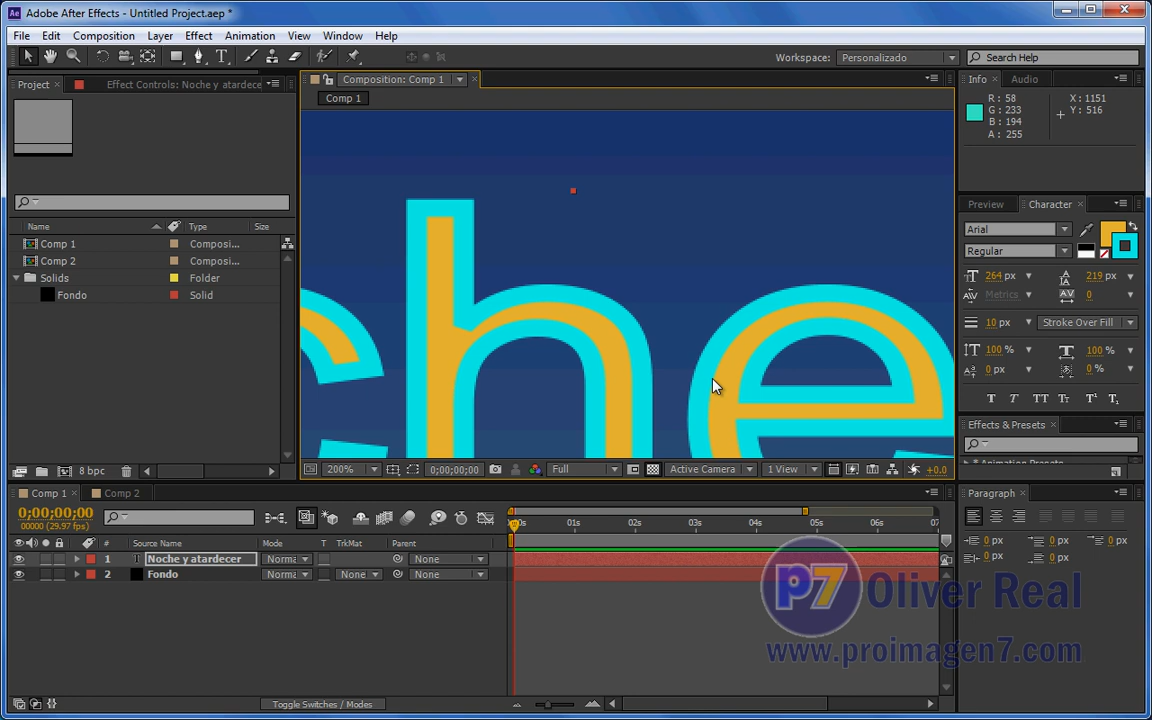 Adobe After Effects - Untitled Project.aep *
File Edit Composition Layer Effect Animation View Window Help
Workspace: Personalizado Search Help
Project Effect Controls: Noche y atardece
Composition: Comp 1
Comp 1
Info Audio
R: 58
G: 233
B: 194
A: 255
X: 1151
Y: 516
Preview Character
Arial
Regular
264 px 219 px
Metrics 0
10 px Stroke Over Fill
100 % 100 %
0 px 0 %
Effects & Presets
Name Type Size
Comp 1 Composi...
Comp 2 Composi...
Solids Folder
Fondo Solid
che
8 bpc
200% 0;00;00;00 Full Active Camera 1 View +0.0
Comp 1 Comp 2
0;00;00;00
00000 (29.97 fps)
# Source Name Mode T TrkMat Parent
1 T Noche y atardecer Norma None
2 Fondo Norma None None
0s 01s 02s 03s 04s 05s 06s 07
Paragraph
0 px 0 px 0 px
0 px 0 px
p7 Oliver Real
www.proimagen7.com
Toggle Switches / Modes